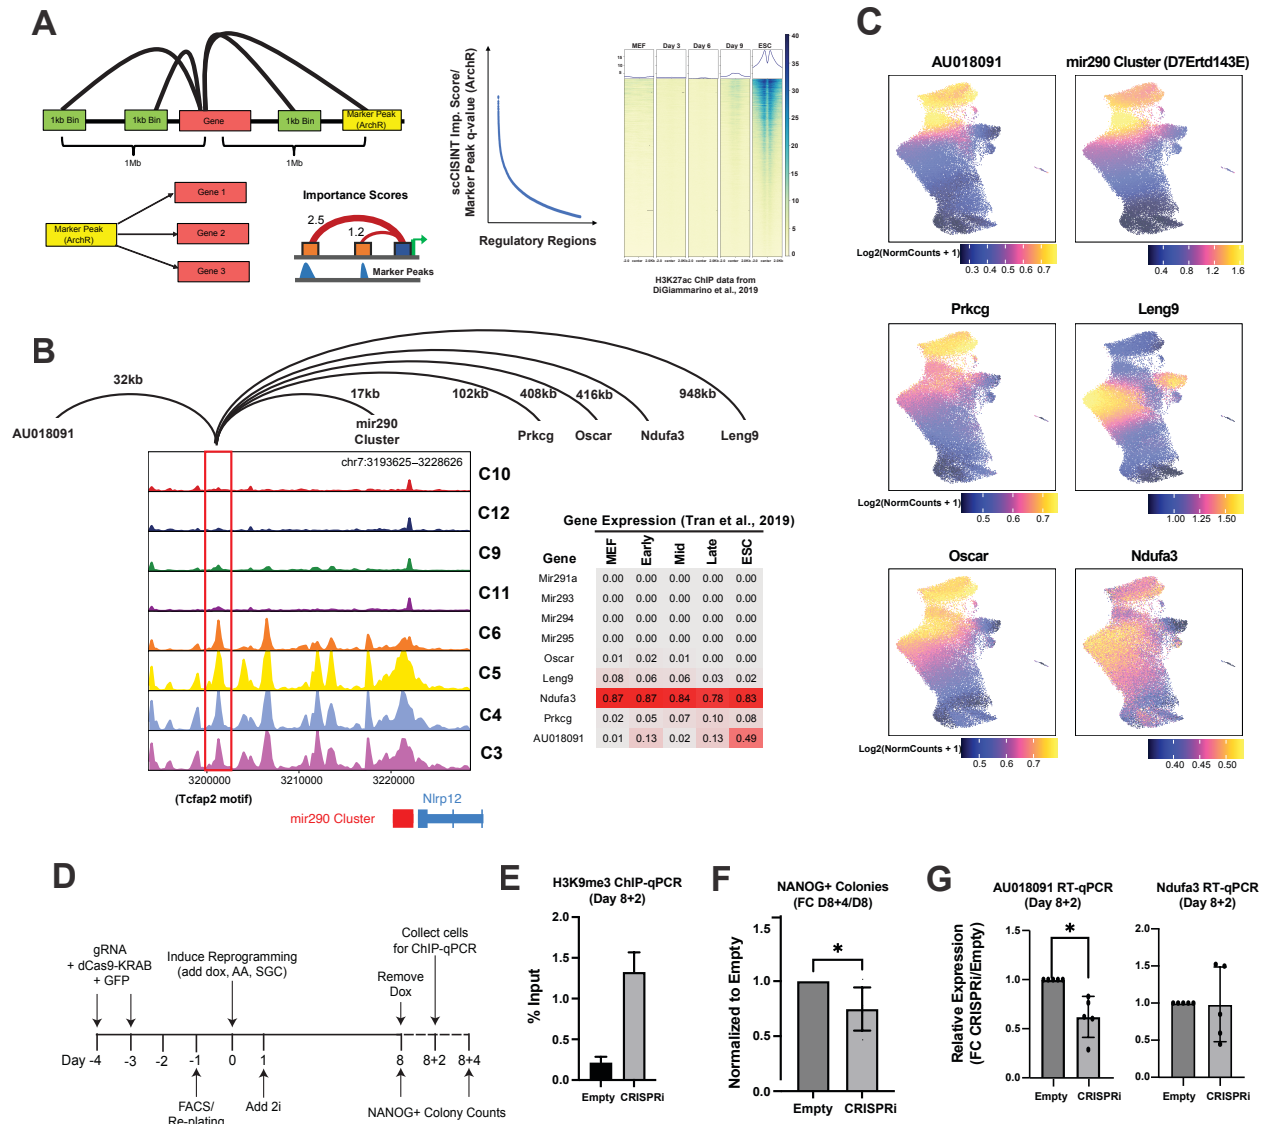 A
1kb Bin
1kb Bin
Gene
1kb Bin
Marker Peak
(ArchR)
1Mb
1Mb
Marker Peak
(ArchR)
Gene 1
Gene 2
Gene 3
Importance Scores
2.5
1.2
Marker Peaks
scCISINT Imp. Score/
Marker Peak q-value (ArchR)
Regulatory Regions
MEF Day 3 Day 6 Day 9 ESC
40
35
30
25
20
15
10
5
0
H3K27ac ChIP data from
DiGiammarino et al., 2019
B
32kb
17kb
102kb
408kb
416kb
948kb
AU018091
mir290
Cluster
Prkcg
Oscar
Ndufa3
Leng9
chr7:3193625–3228626
C10
C12
C9
C11
C6
C5
C4
C3
3200000 3210000 3220000
(Tcfap2 motif)
Nlrp12
mir290 Cluster
Gene Expression (Tran et al., 2019)
Gene MEF Early Mid Late ESC
Mir291a 0.00 0.00 0.00 0.00 0.00
Mir293 0.00 0.00 0.00 0.00 0.00
Mir294 0.00 0.00 0.00 0.00 0.00
Mir295 0.00 0.00 0.00 0.00 0.00
Oscar 0.01 0.02 0.01 0.00 0.00
Leng9 0.08 0.06 0.06 0.03 0.02
Ndufa3 0.87 0.87 0.84 0.78 0.83
Prkcg 0.02 0.05 0.07 0.10 0.08
AU018091 0.01 0.13 0.02 0.13 0.49
C
AU018091
mir290 Cluster (D7Ertd143E)
Log2(NormCounts + 1)
0.3 0.4 0.5 0.6 0.7
0.4 0.8 1.2 1.6
Prkcg
Leng9
Log2(NormCounts + 1)
0.5 0.6 0.7
1.00 1.25 1.50
Oscar
Ndufa3
Log2(NormCounts + 1)
0.5 0.6 0.7
0.40 0.45 0.50
D
gRNA
+ dCas9-KRAB
+ GFP
Induce Reprogramming
(add dox, AA, SGC)
Remove
Dox
Collect cells
for ChIP-qPCR
Day -4 -3 -2 -1 0 1 8 8+2 8+4
FACS/
Re-plating
Add 2i
NANOG+ Colony Counts
E
H3K9me3 ChIP-qPCR
(Day 8+2)
% Input
2.0
1.5
1.0
0.5
0.0
Empty CRISPRi
F
NANOG+ Colonies
(FC D8+4/D8)
Normalized to Empty
1.5
1.0
0.5
0.0
*
Empty CRISPRi
G
AU018091 RT-qPCR
(Day 8+2)
Relative Expression
(FC CRISPRi/Empty)
1.5
1.0
0.5
0.0
*
Empty CRISPRi
Ndufa3 RT-qPCR
(Day 8+2)
2.0
1.5
1.0
0.5
0.0
Empty CRISPRi